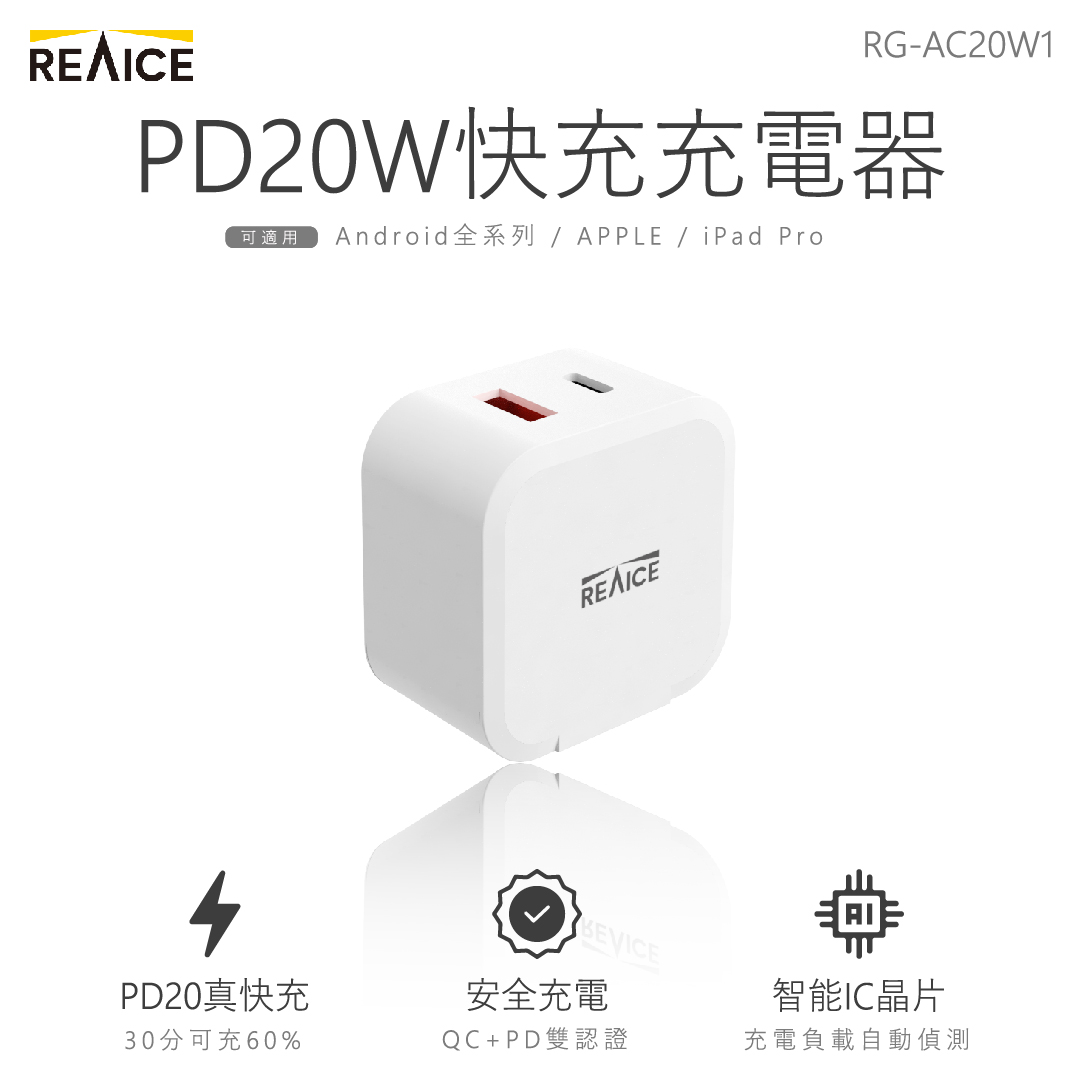 REAICE
RG-AC20W1
PD20W快充充電器
可適用 Android全系列 / APPLE / iPad Pro
REAICE
REAICE
AI
PD20真快充
30分可充60%
安全充電
QC+PD雙認證
智能IC晶片
充電負載自動偵測